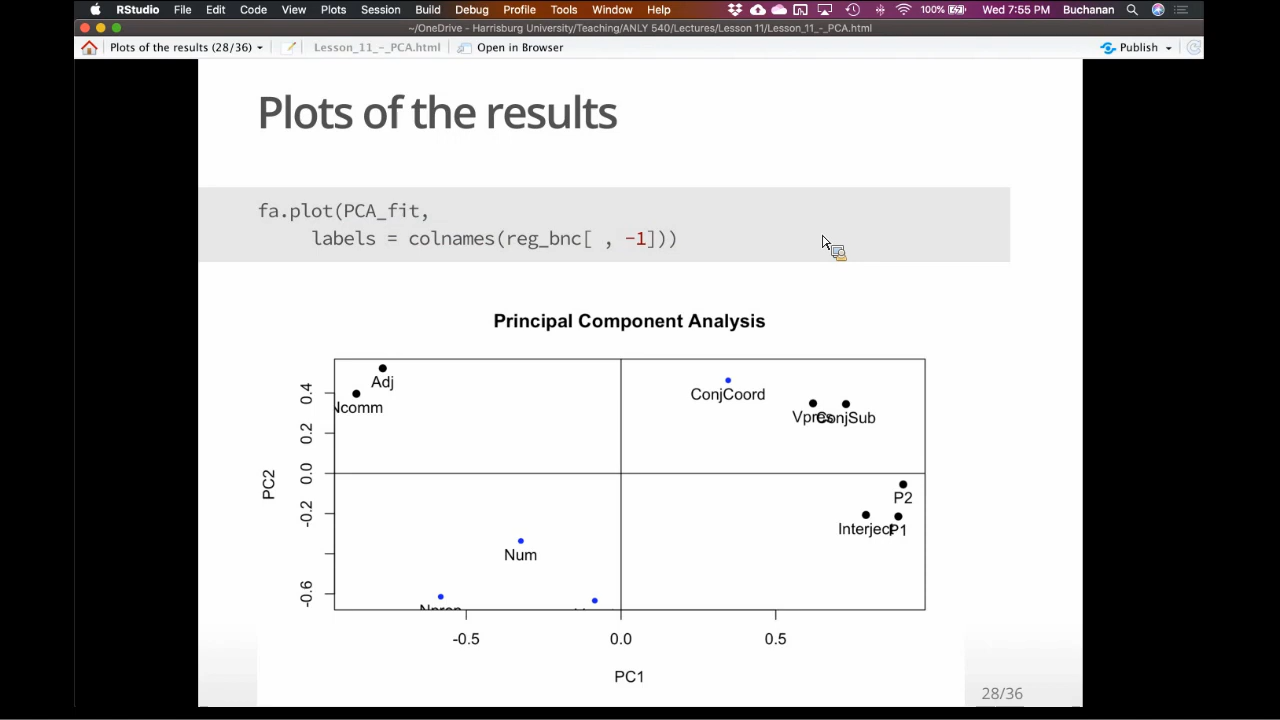 RStudio File Edit Code View Plots Session Build Debug Profile Tools Window Help 100% Wed 7:55 PM Buchanan
~/OneDrive - Harrisburg University/Teaching/ANLY 540/Lectures/Lesson 11/Lesson_11_-_PCA.html
Plots of the results (28/36) Lesson_11_-_PCA.html Open in Browser Publish
Plots of the results
fa.plot(PCA_fit,
labels = colnames(reg_bnc[ , -1]))
Principal Component Analysis
Adj
Ncomm
ConjCoord
Vpres ConjSub
P2
Interject P1
Num
Nprop
PC2
0.4
0.2
0.0
-0.2
-0.6
-0.5 0.0 0.5
PC1
28/36